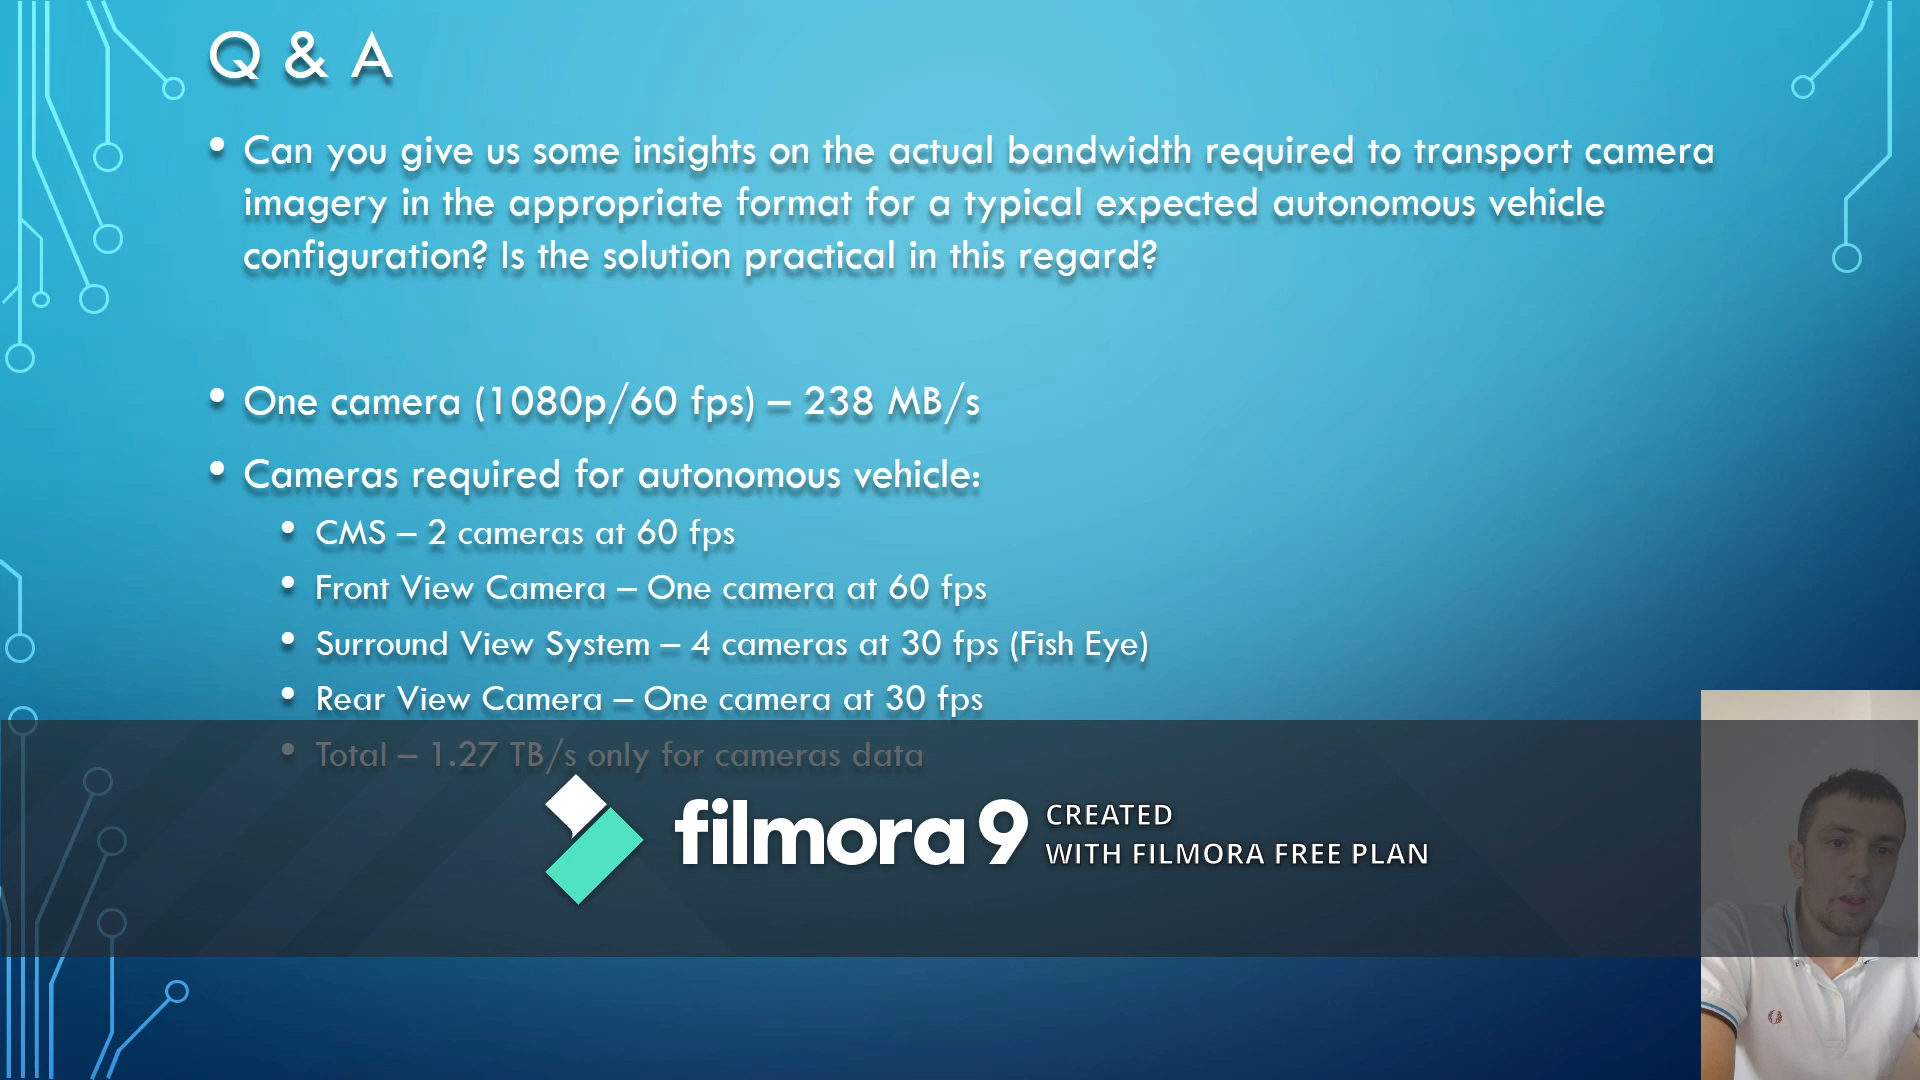 Q & A
• Can you give us some insights on the actual bandwidth required to transport camera
imagery in the appropriate format for a typical expected autonomous vehicle
configuration? Is the solution practical in this regard?
• One camera (1080p/60 fps) – 238 MB/s
• Cameras required for autonomous vehicle:
• CMS – 2 cameras at 60 fps
• Front View Camera – One camera at 60 fps
• Surround View System – 4 cameras at 30 fps (Fish Eye)
• Rear View Camera – One camera at 30 fps
• Total – 1.27 TB/s only for cameras data
filmora 9 CREATED
WITH FILMORA FREE PLAN